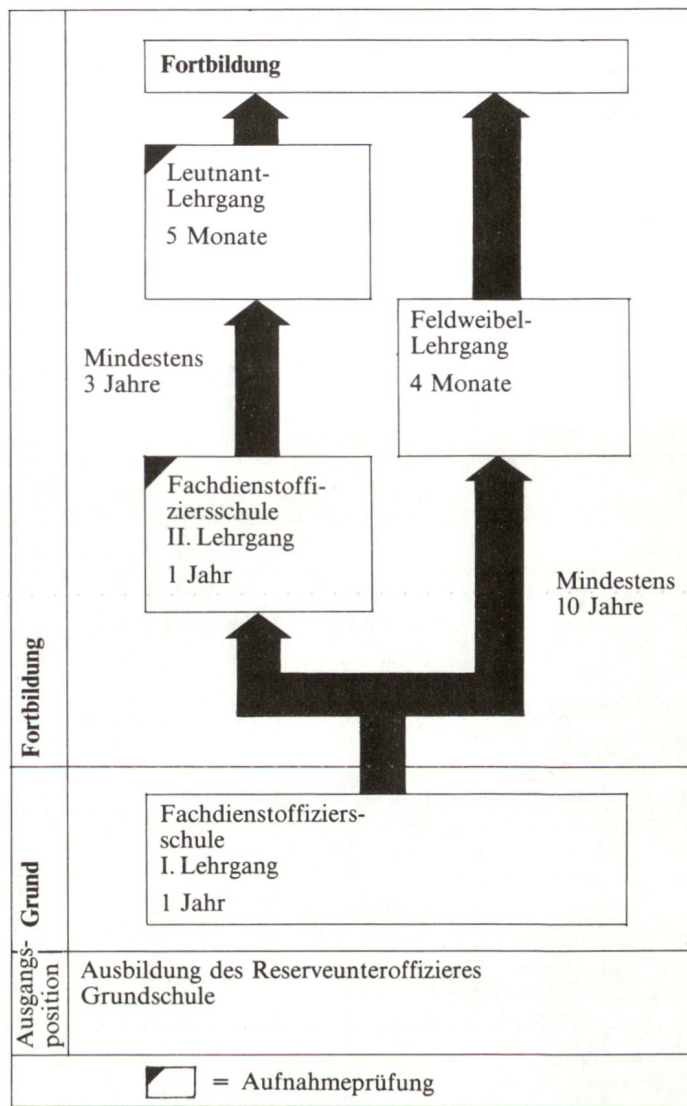 Fortbildung
Leutnant-
Lehrgang
5 Monate
Feldweibel-
Lehrgang
4 Monate
Mindestens
3 Jahre
Fachdienstoffi-
ziersschule
II. Lehrgang
1 Jahr
Mindestens
10 Jahre
Fortbildung
Fachdienstoffiziers-
schule
I. Lehrgang
1 Jahr
Grund
Ausgangs-
position
Ausbildung des Reserveunteroffizieres
Grundschule
= Aufnahmeprüfung